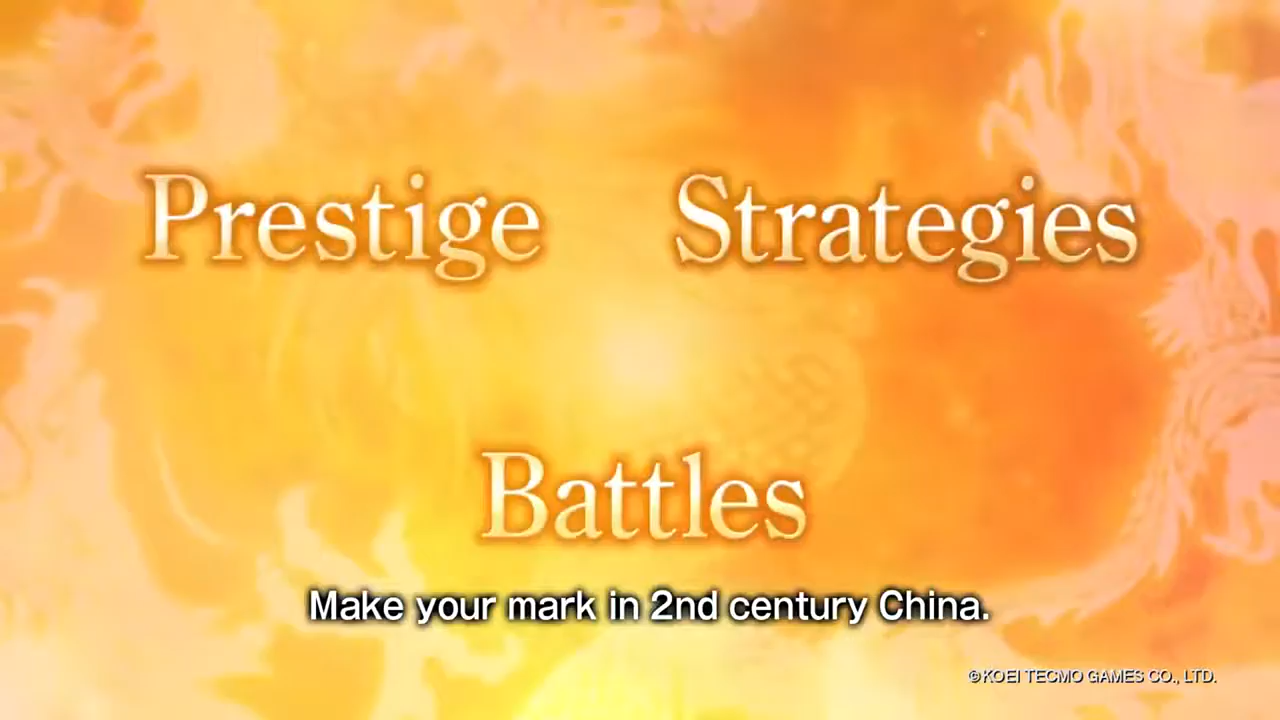 Prestige Strategies
Battles
Make your mark in 2nd century China.
©KOEI TECMO GAMES CO., LTD.